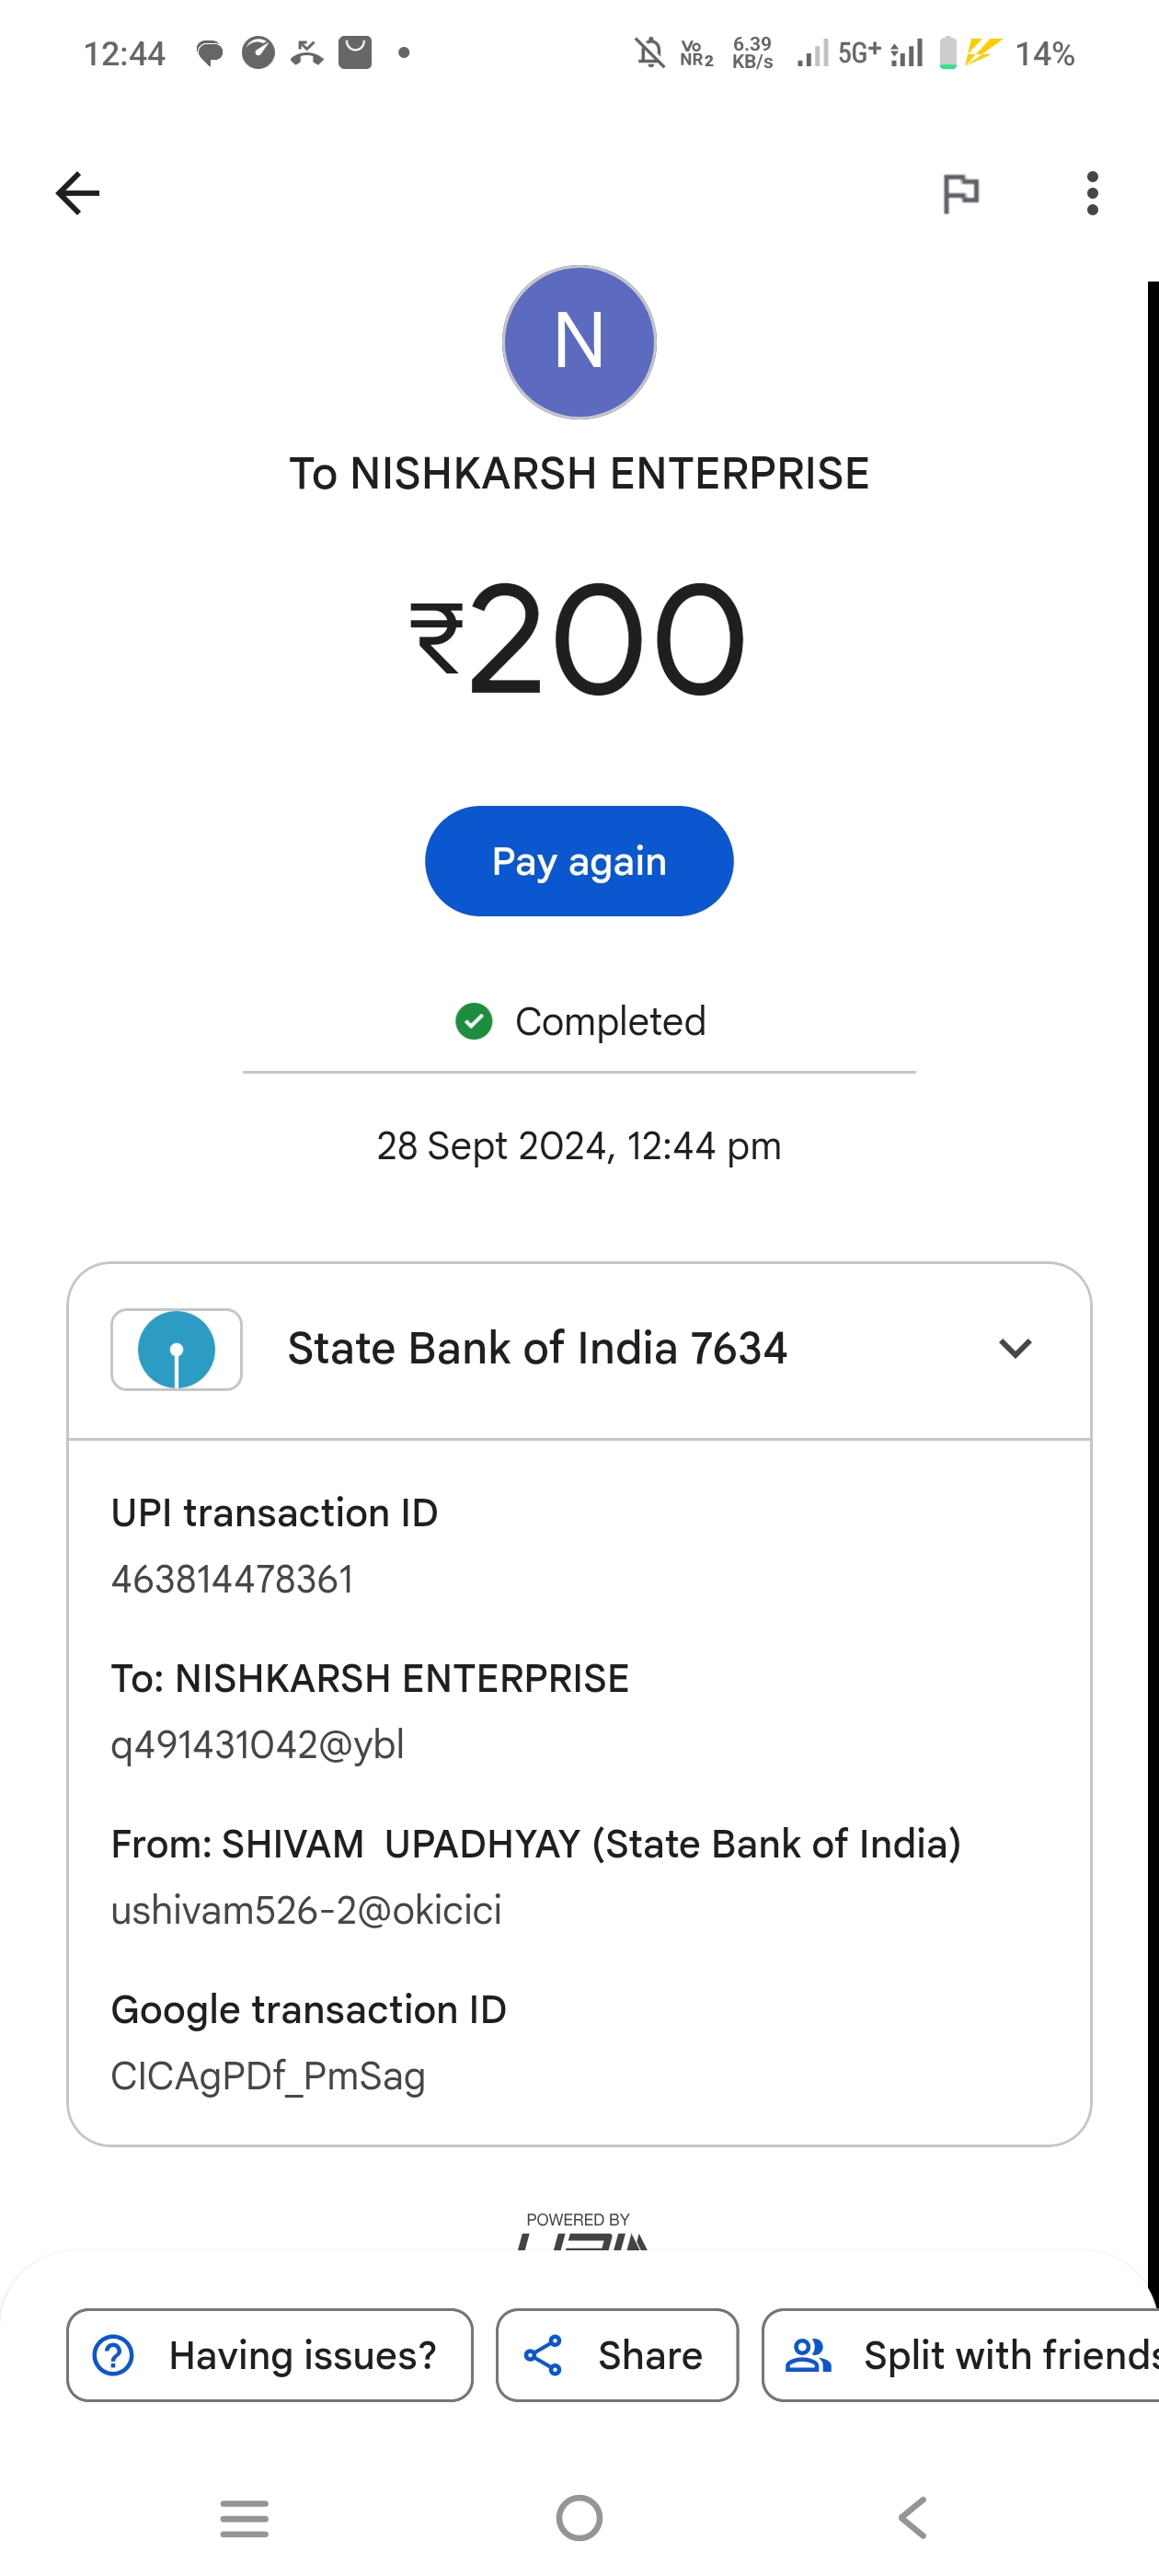 12:44 Vo NR2 6.39 KB/s 5G+ 14%
N
To NISHKARSH ENTERPRISE
₹200
Pay again
Completed
28 Sept 2024, 12:44 pm
State Bank of India 7634
UPI transaction ID
463814478361
To: NISHKARSH ENTERPRISE
q491431042@ybl
From: SHIVAM  UPADHYAY (State Bank of India)
ushivam526-2@okicici
Google transaction ID
CICAgPDf_PmSag
POWERED BY
Having issues? Share Split with friends